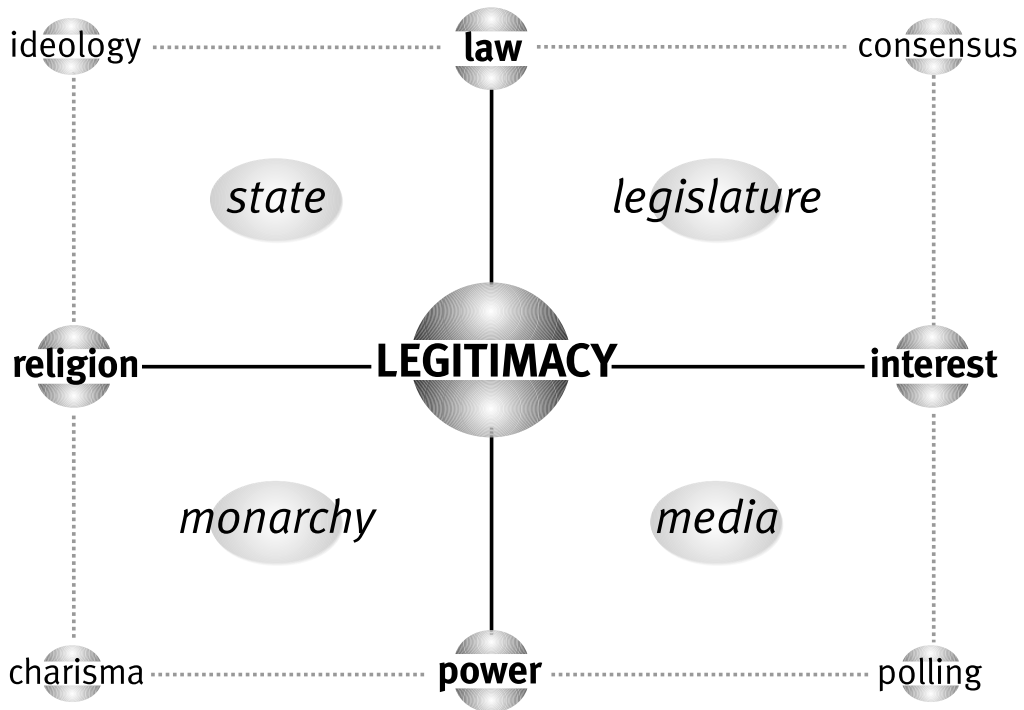 ideology
law
consensus
state
legislature
religion
LEGITIMACY
interest
monarchy
media
charisma
power
polling